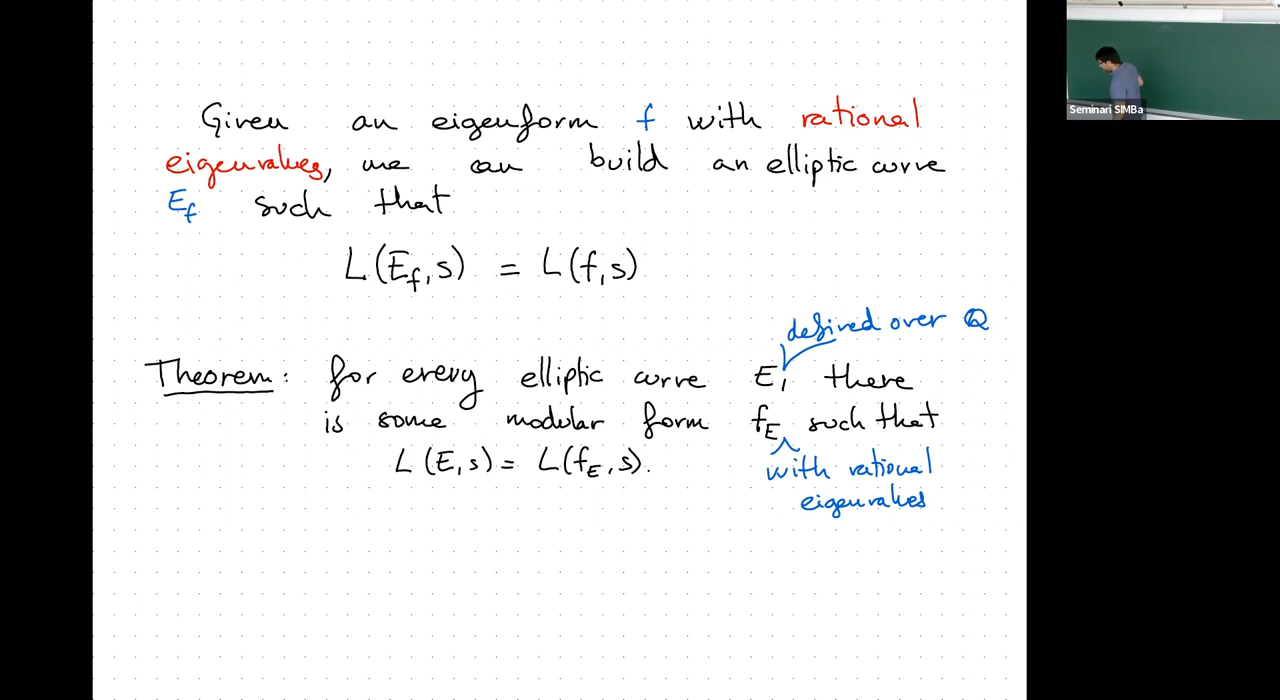 Given an eigenform f with rational
eigenvalues, we can build an elliptic curve
E_f such that
L(E_f, s) = L(f, s)
defined over ℚ
Theorem: for every elliptic curve E, there
is some modular form f_E such that
L(E, s) = L(f_E, s).
with rational
eigenvalues
Seminari SIMBa